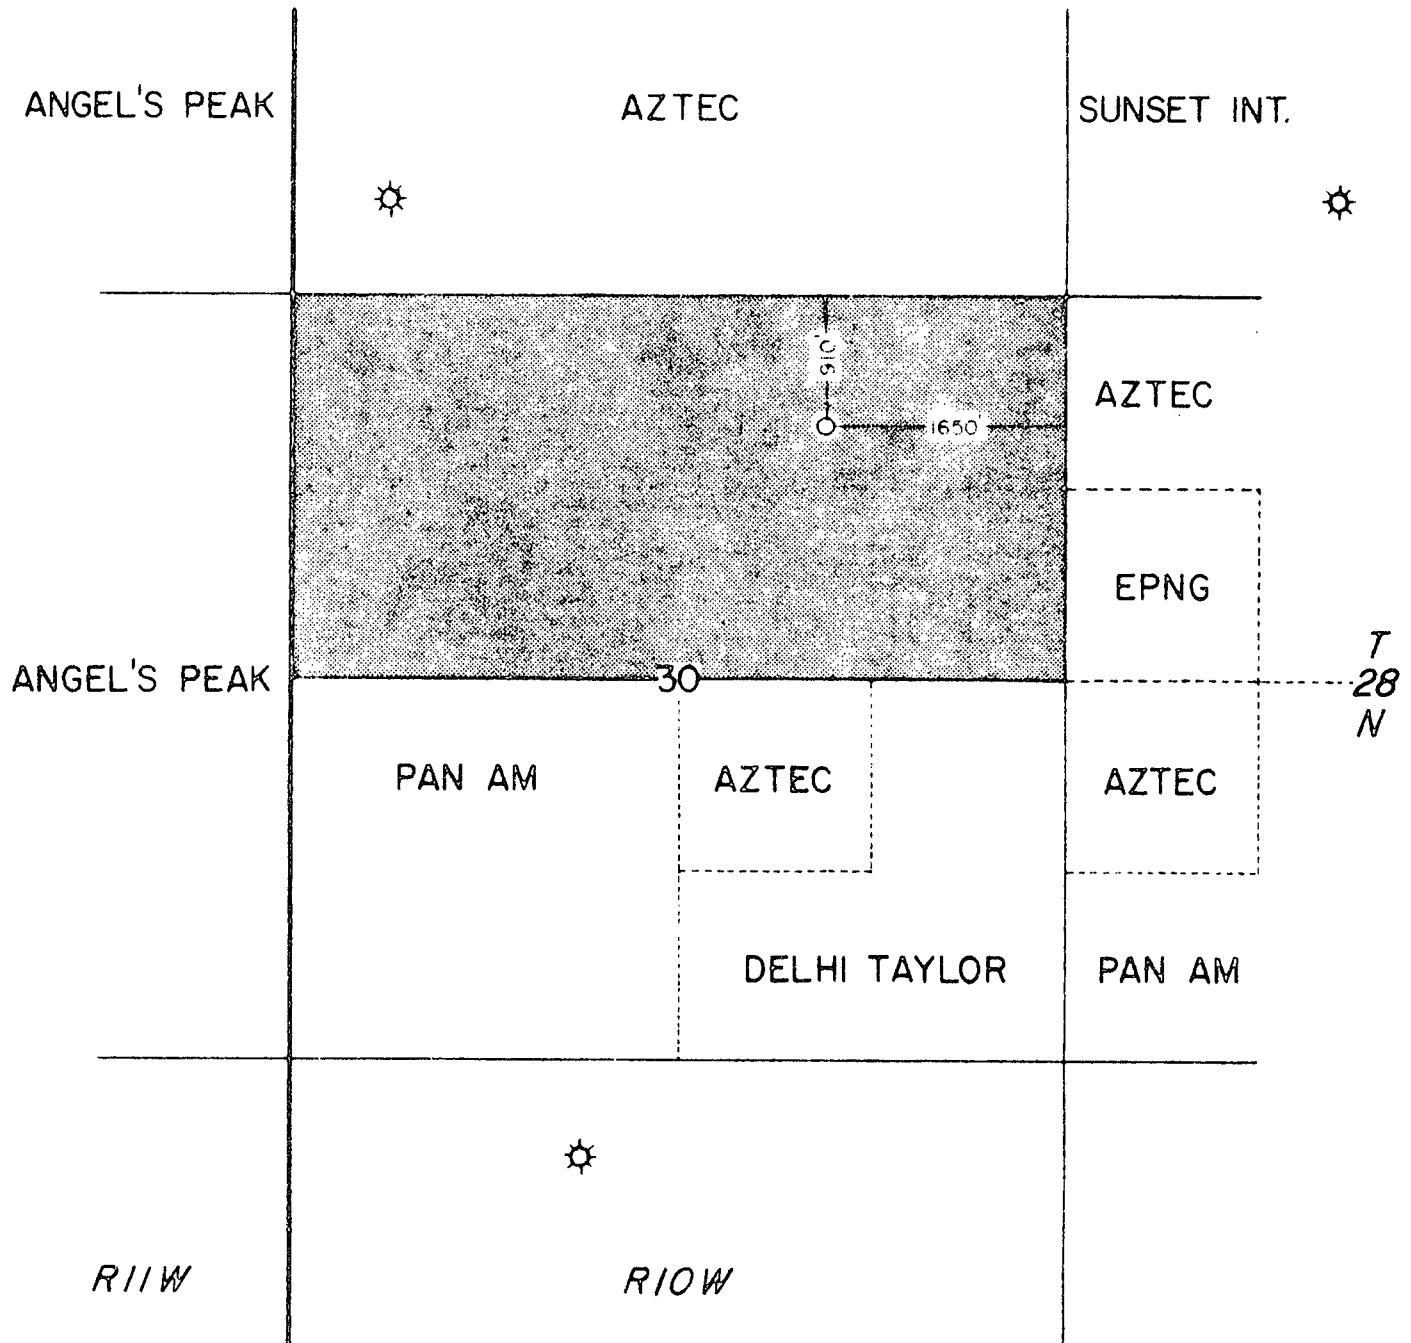 ANGEL'S PEAK
AZTEC
SUNSET INT.
910'
1650'
AZTEC
EPNG
ANGEL'S PEAK
30
T
28
N
PAN AM
AZTEC
AZTEC
DELHI TAYLOR
PAN AM
R11W
R10W